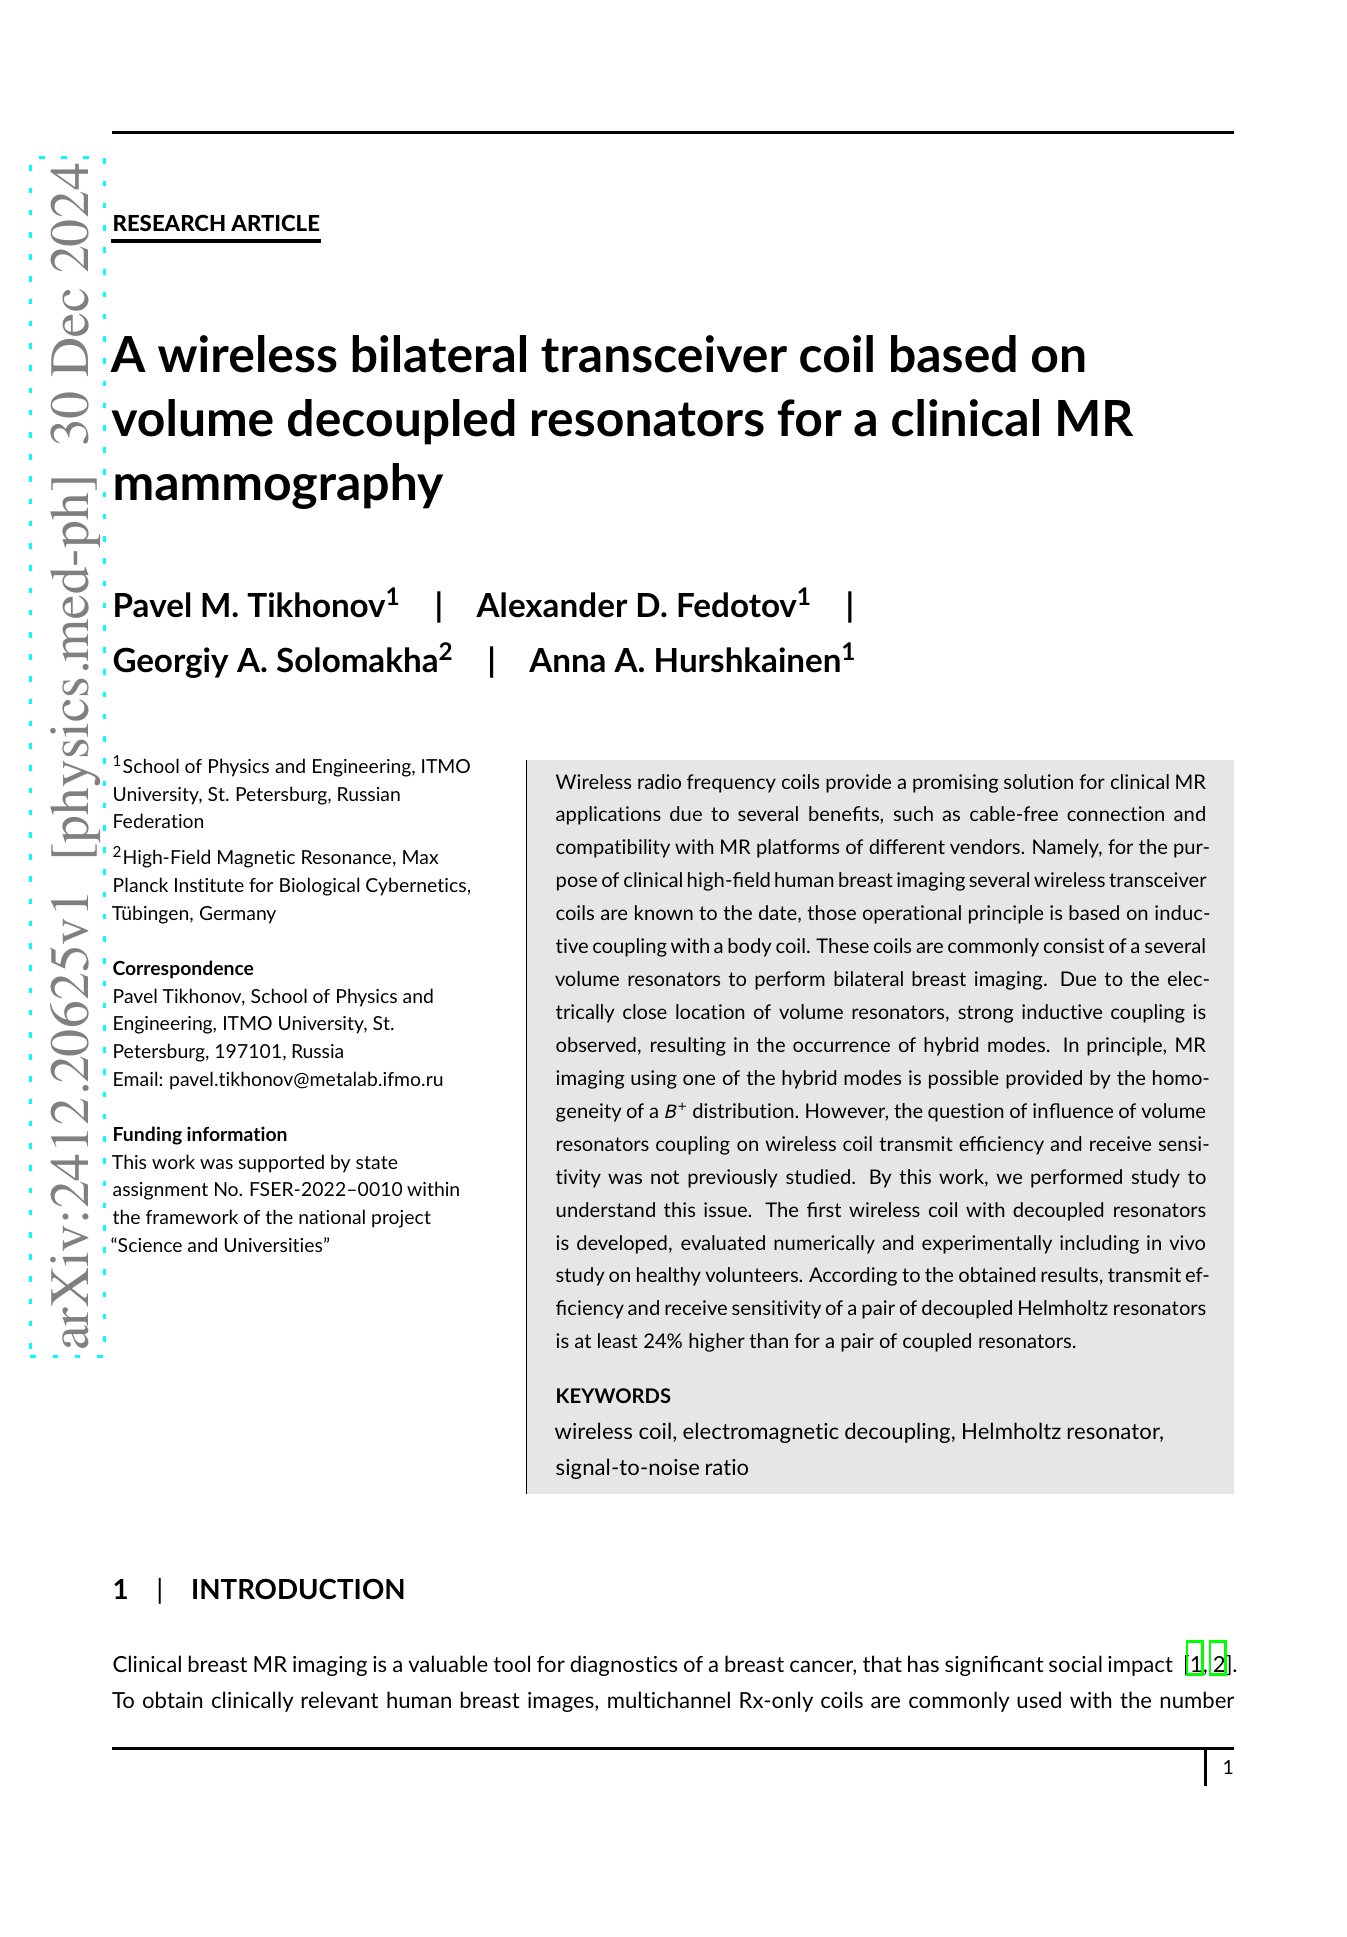 arXiv:2412.20625v1 [physics.med-ph] 30 Dec 2024
RESEARCH ARTICLE
A wireless bilateral transceiver coil based on
volume decoupled resonators for a clinical MR
mammography
Pavel M. Tikhonov1 | Alexander D. Fedotov1 |
Georgiy A. Solomakha2 | Anna A. Hurshkainen1
1School of Physics and Engineering, ITMO
University, St. Petersburg, Russian
Federation
2High-Field Magnetic Resonance, Max
Planck Institute for Biological Cybernetics,
Tübingen, Germany
Correspondence
Pavel Tikhonov, School of Physics and
Engineering, ITMO University, St.
Petersburg, 197101, Russia
Email: pavel.tikhonov@metalab.ifmo.ru
Funding information
This work was supported by state
assignment No. FSER-2022–0010 within
the framework of the national project
“Science and Universities”
Wireless radio frequency coils provide a promising solution for clinical MR
applications due to several benefits, such as cable-free connection and
compatibility with MR platforms of different vendors. Namely, for the pur-
pose of clinical high-field human breast imaging several wireless transceiver
coils are known to the date, those operational principle is based on induc-
tive coupling with a body coil. These coils are commonly consist of a several
volume resonators to perform bilateral breast imaging. Due to the elec-
trically close location of volume resonators, strong inductive coupling is
observed, resulting in the occurrence of hybrid modes. In principle, MR
imaging using one of the hybrid modes is possible provided by the homo-
geneity of a B+ distribution. However, the question of influence of volume
resonators coupling on wireless coil transmit efficiency and receive sensi-
tivity was not previously studied. By this work, we performed study to
understand this issue. The first wireless coil with decoupled resonators
is developed, evaluated numerically and experimentally including in vivo
study on healthy volunteers. According to the obtained results, transmit ef-
ficiency and receive sensitivity of a pair of decoupled Helmholtz resonators
is at least 24% higher than for a pair of coupled resonators.
KEYWORDS
wireless coil, electromagnetic decoupling, Helmholtz resonator,
signal-to-noise ratio
1 | INTRODUCTION
Clinical breast MR imaging is a valuable tool for diagnostics of a breast cancer, that has significant social impact [1, 2].
To obtain clinically relevant human breast images, multichannel Rx-only coils are commonly used with the number
1